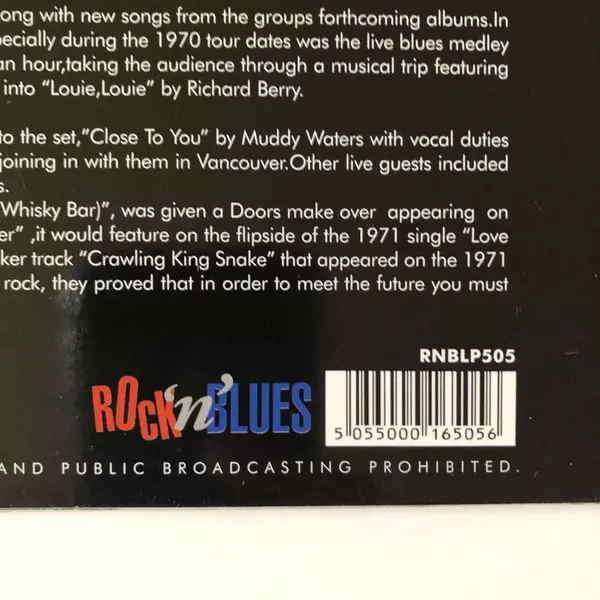 ong with new songs from the groups forthcoming albums.In
ecially during the 1970 tour dates was the live blues medley
an hour,taking the audience through a musical trip featuring
into "Louie,Louie" by Richard Berry.
to the set,"Close To You" by Muddy Waters with vocal duties
joining in with them in Vancouver.Other live guests included
s.
Whisky Bar)", was given a Doors make over appearing on
er" ,it would feature on the flipside of the 1971 single "Love
ker track "Crawling King Snake" that appeared on the 1971
rock, they proved that in order to meet the future you must
RNBLP505
ROCK'n'BLUES
5 055000 165056
AND PUBLIC BROADCASTING PROHIBITED.